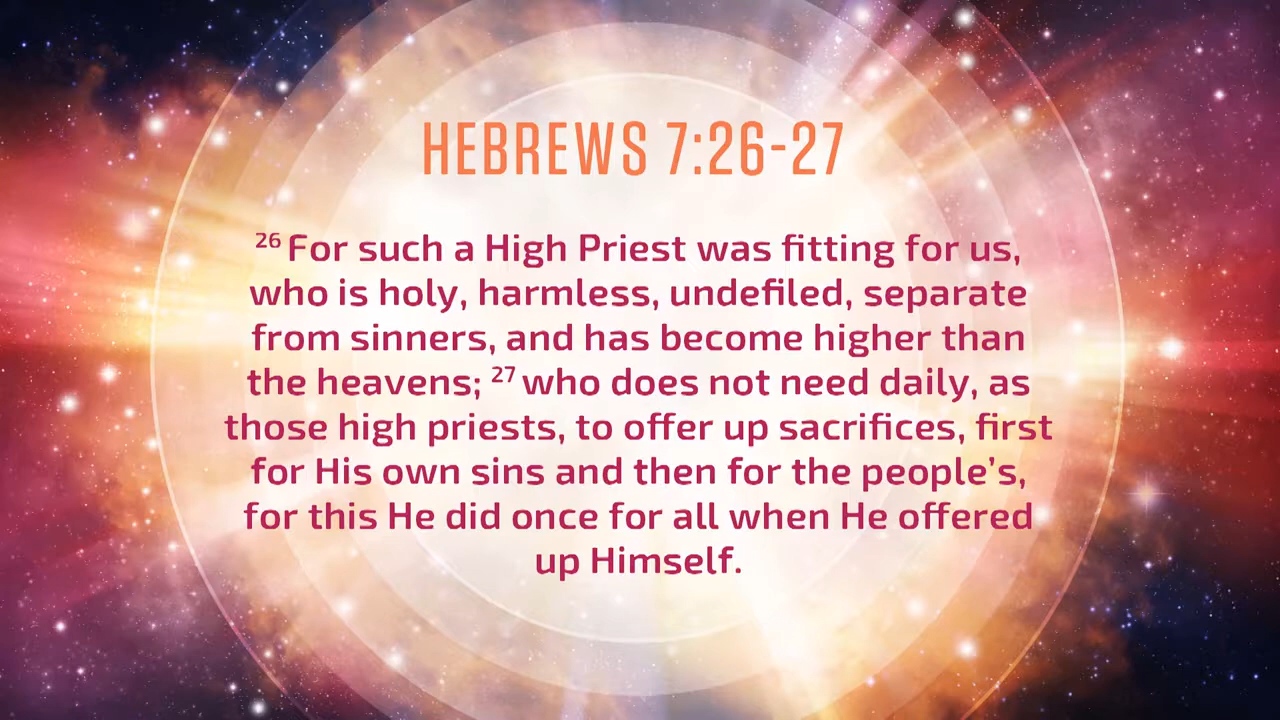 HEBREWS 7:26-27
26 For such a High Priest was fitting for us,
who is holy, harmless, undefiled, separate
from sinners, and has become higher than
the heavens; 27 who does not need daily, as
those high priests, to offer up sacrifices, first
for His own sins and then for the people’s,
for this He did once for all when He offered
up Himself.